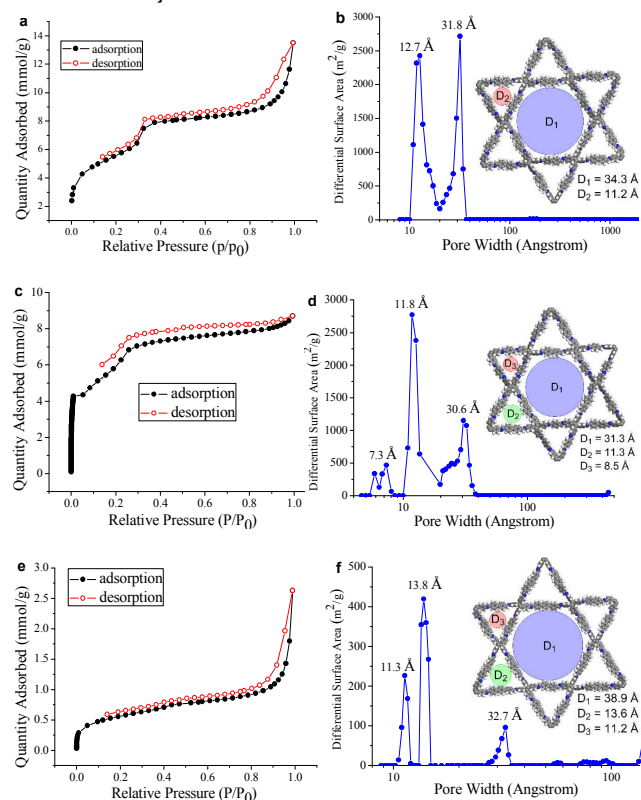 a
Quantity Adsorbed (mmol/g)
14
12
10
8
6
4
2
adsorption
desorption
0.0 0.2 0.4 0.6 0.8 1.0
Relative Pressure (p/p0)
b
Differential Surface Area (m²/g)
3000
2500
2000
1500
1000
500
0
12.7 Å
31.8 Å
D2
D1
D1 = 34.3 Å
D2 = 11.2 Å
10 100 1000
Pore Width (Angstrom)
c
Quantity Adsorbed (mmol/g)
10
8
6
4
2
0
adsorption
desorption
0.0 0.2 0.4 0.6 0.8 1.0
Relative Pressure (P/P0)
d
Differential Surface Area (m²/g)
3000
2500
2000
1500
1000
500
0
7.3 Å
11.8 Å
30.6 Å
D3
D1
D2
D1 = 31.3 Å
D2 = 11.3 Å
D3 = 8.5 Å
10 100
Pore Width (Angstrom)
e
Quantity Adsorbed (mmol/g)
3.0
2.5
2.0
1.5
1.0
0.5
0.0
adsorption
desorption
0.0 0.2 0.4 0.6 0.8 1.0
Relative Pressure (P/P0)
f
Differential Surface Area (m²/g)
500
400
300
200
100
0
11.3 Å
13.8 Å
32.7 Å
D3
D1
D2
D1 = 38.9 Å
D2 = 13.6 Å
D3 = 11.2 Å
10 100
Pore Width (Angstrom)